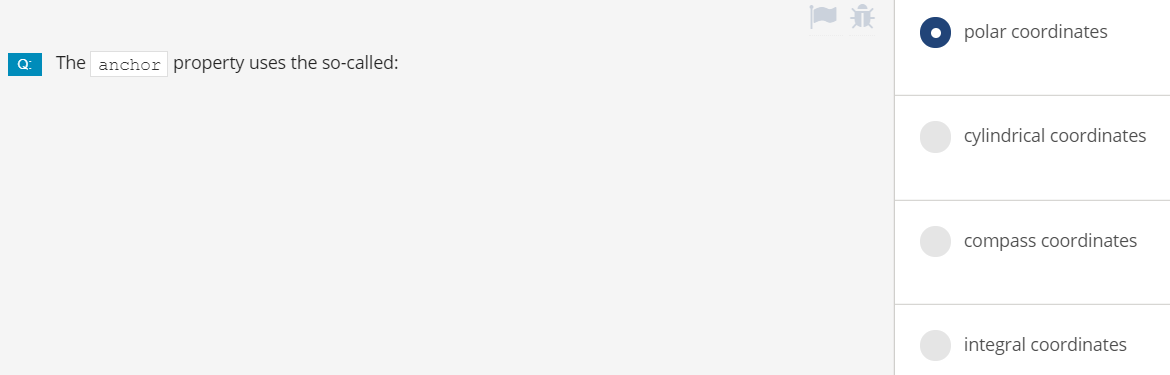 Q: The anchor property uses the so-called:
polar coordinates
cylindrical coordinates
compass coordinates
integral coordinates